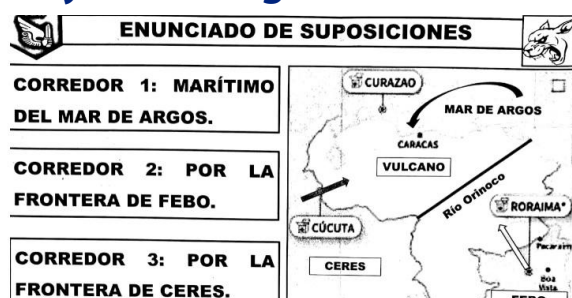 ENUNCIADO DE SUPOSICIONES
CORREDOR 1: MARÍTIMO
DEL MAR DE ARGOS.
CORREDOR 2: POR LA
FRONTERA DE FEBO.
CORREDOR 3: POR LA
FRONTERA DE CERES.
CURAZAO
MAR DE ARGOS
CARACAS
VULCANO
Río Orinoco
RORAIMA*
CÚCUTA
CERES
Boa
Vista
FEBO